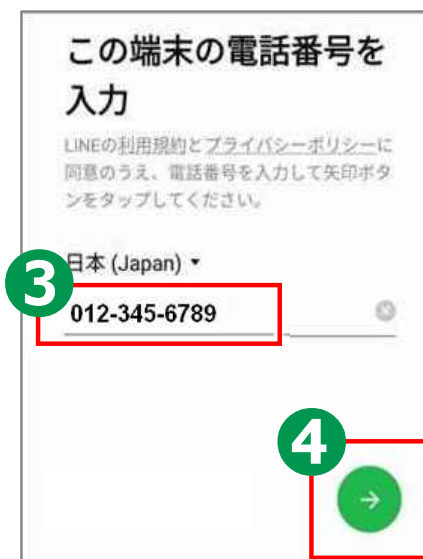 この端末の電話番号を
入力
LINEの利用規約とプライバシーポリシーに
同意のうえ、電話番号を入力して矢印ボタ
ンをタップしてください。
日本 (Japan)
3
012-345-6789
4